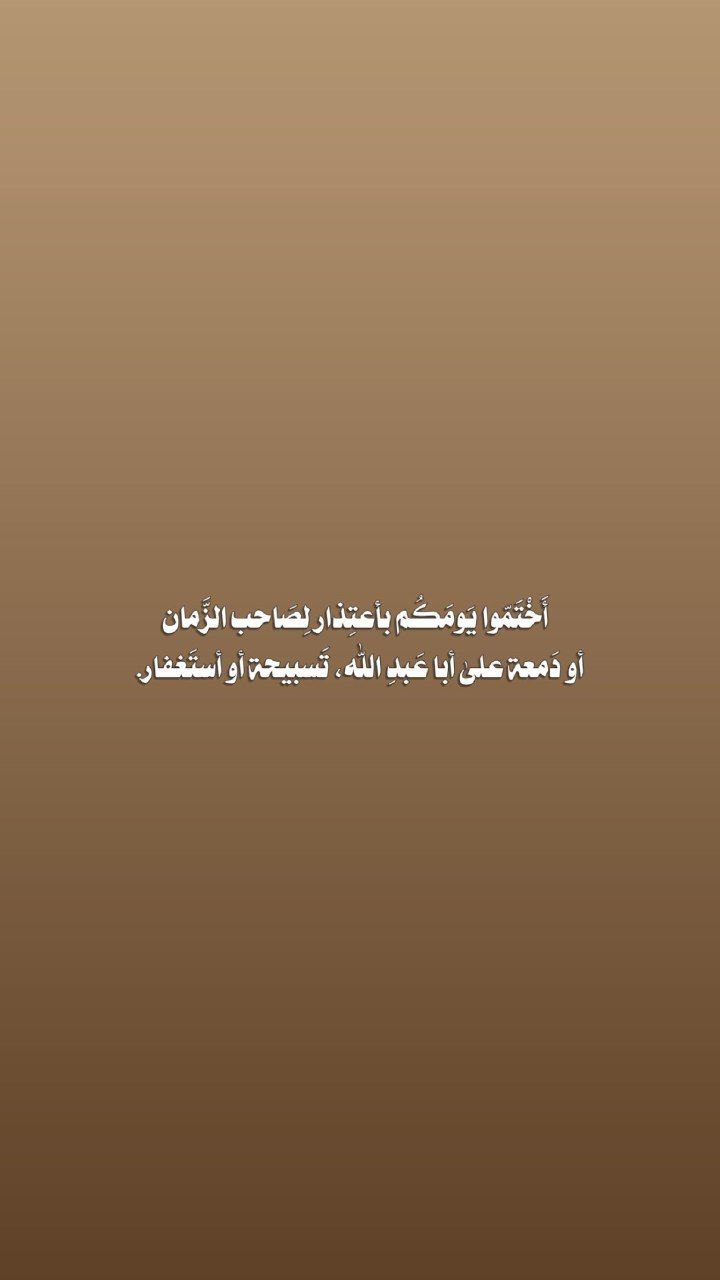 أَخْتَمّوا يَومَكُم بأعتِذار لِصَاحب الزَّمان
أو دَمعة علىٰ أبا عَبدِ الله، تَسبيحة أو أستَغفار.